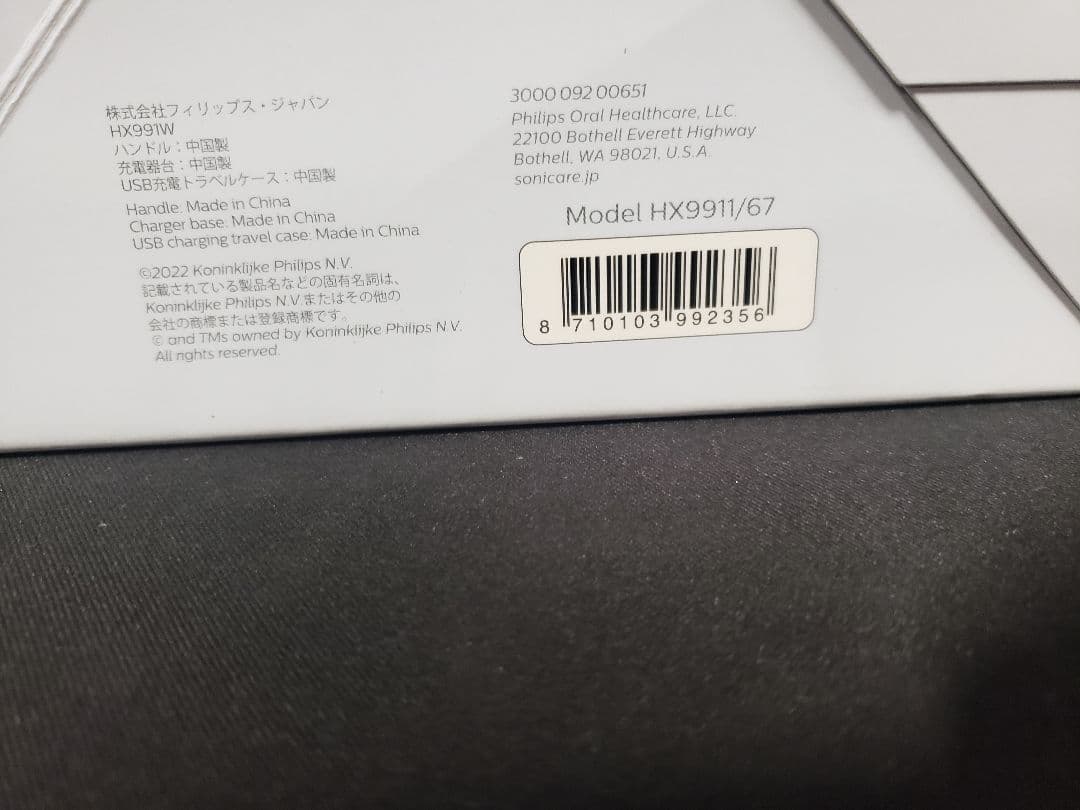 株式会社フィリップス・ジャパン
HX991W
ハンドル：中国製
充電器台：中国製
USB充電トラベルケース：中国製
Handle: Made in China
Charger base: Made in China
USB charging travel case: Made in China
©2022 Koninklijke Philips N.V.
記載されている製品名などの固有名詞は、
Koninklijke Philips N.V.またはその他の
会社の商標または登録商標です。
© and TMs owned by Koninklijke Philips N.V.
All rights reserved.
3000 092 00651
Philips Oral Healthcare, LLC.
22100 Bothell Everett Highway
Bothell, WA 98021, U.S.A.
sonicare.jp
Model HX9911/67
8 710103 992356